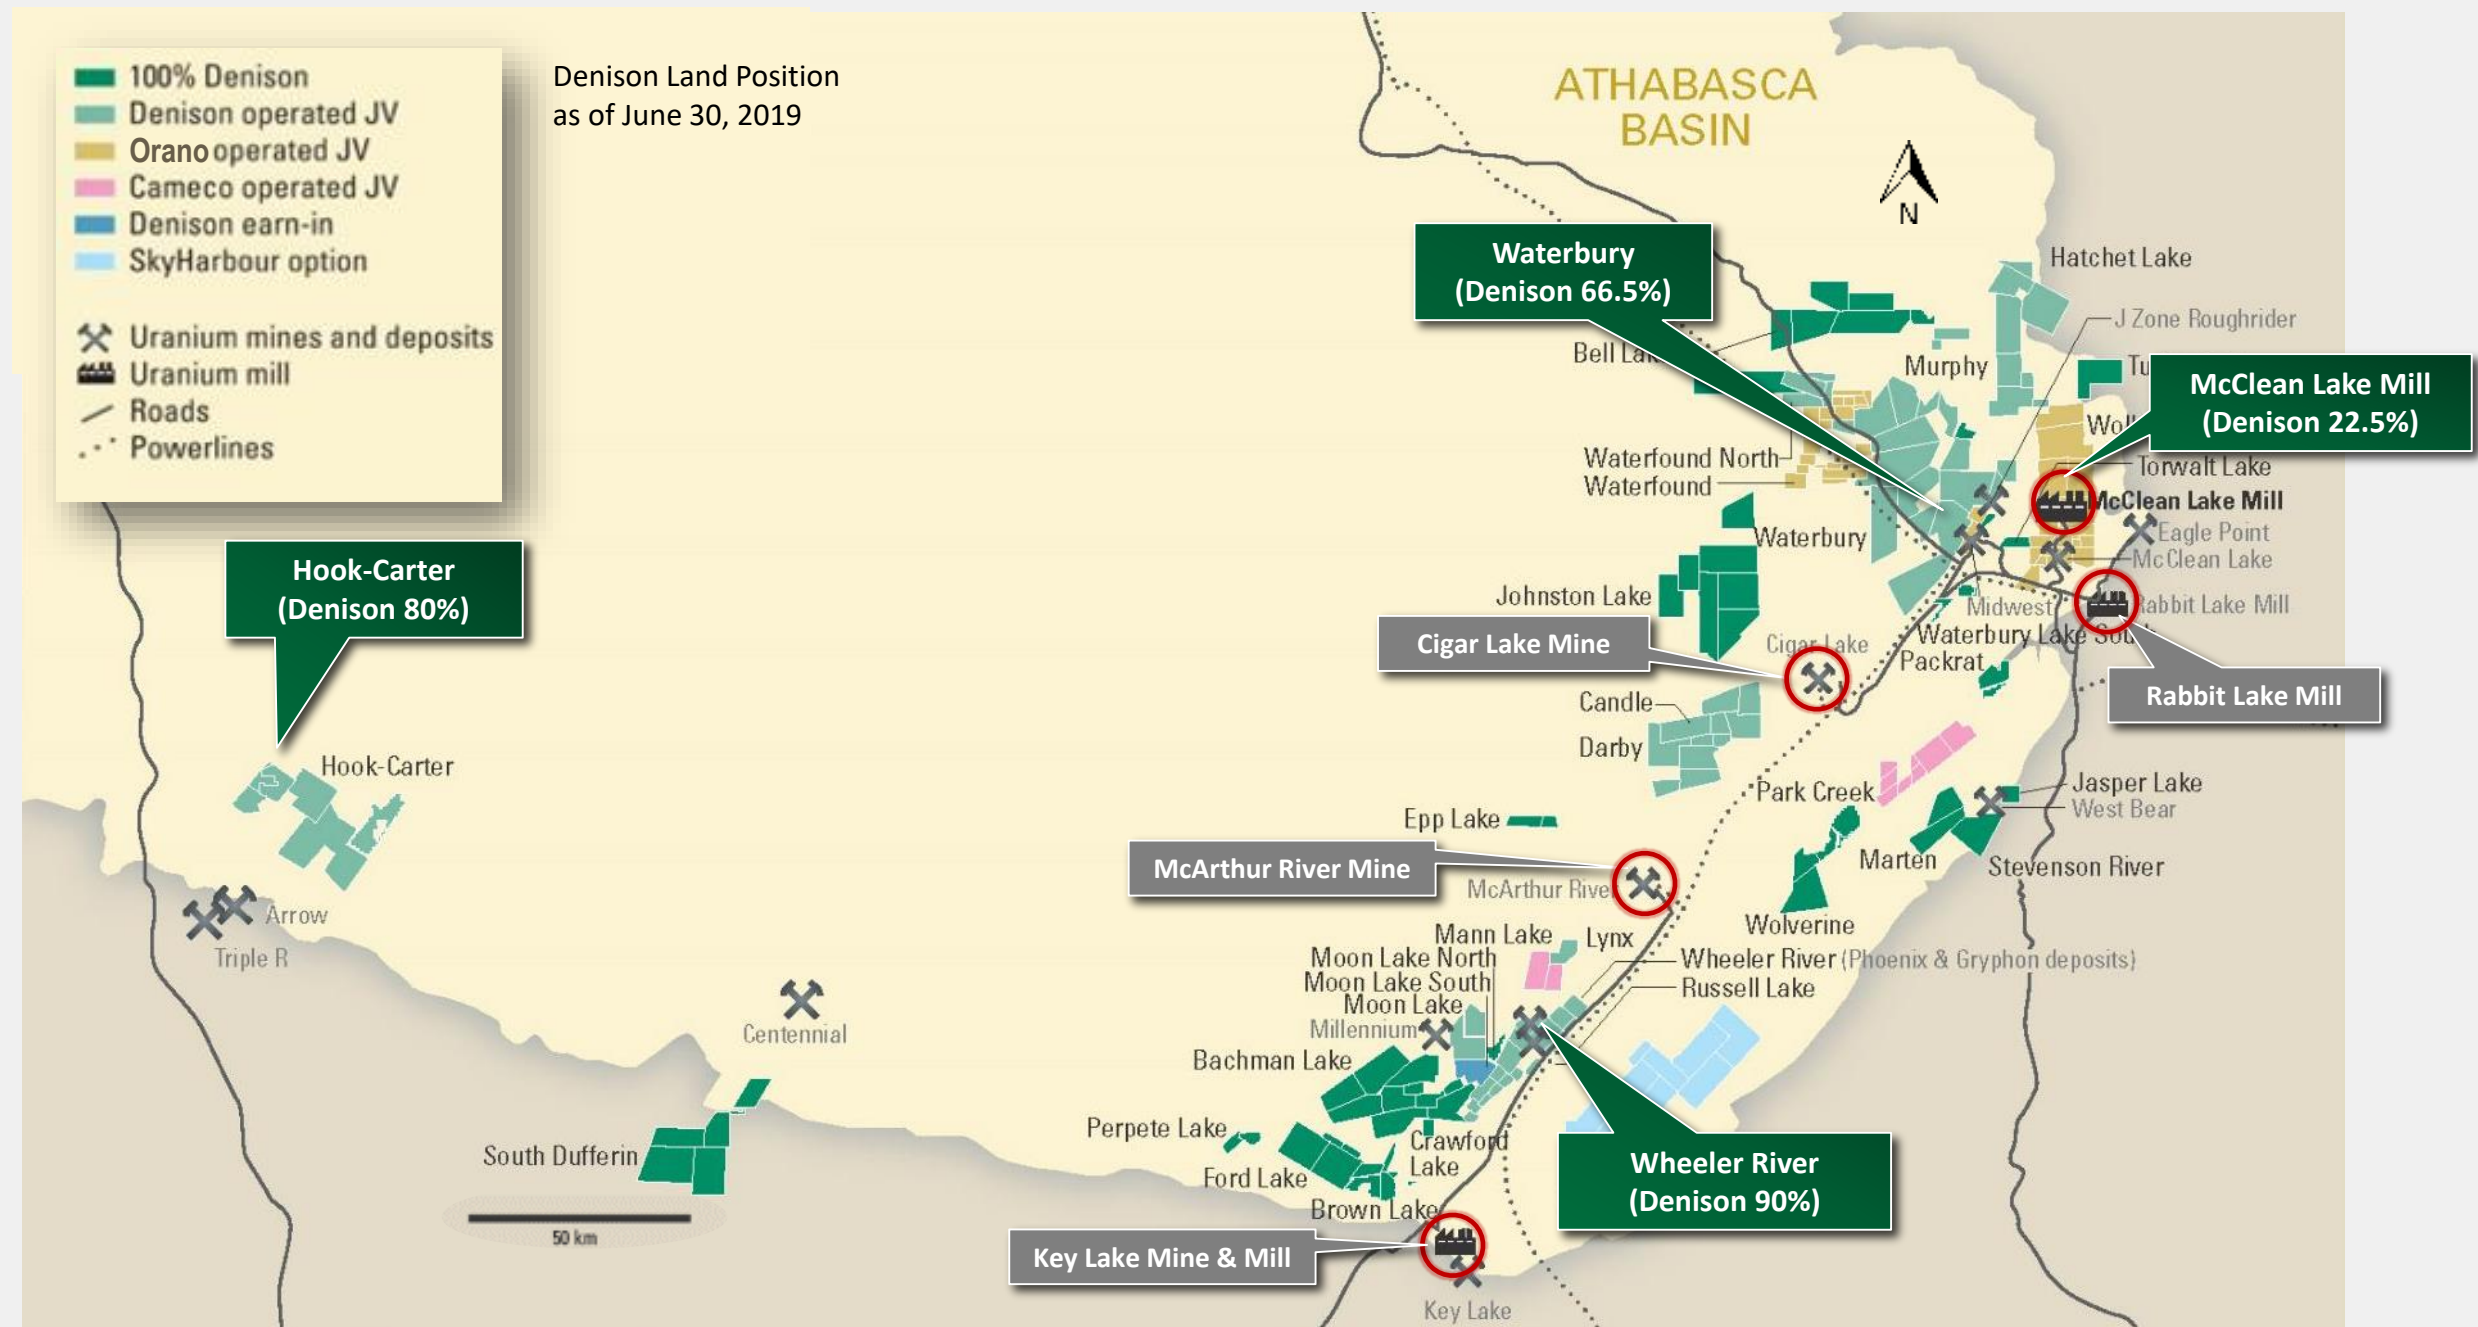 100% Denison
Denison operated JV
Orano operated JV
Cameco operated JV
Denison earn-in
SkyHarbour option
Uranium mines and deposits
Uranium mill
Roads
Powerlines
Denison Land Position
as of June 30, 2019
ATHABASCA
BASIN
N
Waterbury
(Denison 66.5%)
Hatchet Lake
J Zone Roughrider
Bell
Murphy
McClean Lake Mill
(Denison 22.5%)
Waterfound North
Waterfound
Torwalt Lake
McClean Lake Mill
Eagle Point
McClean Lake
Waterbury
Hook-Carter
(Denison 80%)
Johnston Lake
Midwest
Rabbit Lake Mill
Cigar Lake Mine
Cigar Lake
Waterbury Lake South
Packrat
Rabbit Lake Mill
Candle
Darby
Hook-Carter
Park Creek
Jasper Lake
West Bear
Epp Lake
McArthur River Mine
McArthur River
Marten
Stevenson River
Arrow
Triple R
Wolverine
Mann Lake
Lynx
Moon Lake North
Moon Lake South
Moon Lake
Millennium
Wheeler River (Phoenix & Gryphon deposits)
Russell Lake
Centennial
Bachman Lake
Perpete Lake
Crawford
Lake
South Dufferin
Ford Lake
Brown Lake
Wheeler River
(Denison 90%)
50 km
Key Lake Mine & Mill
Key Lake